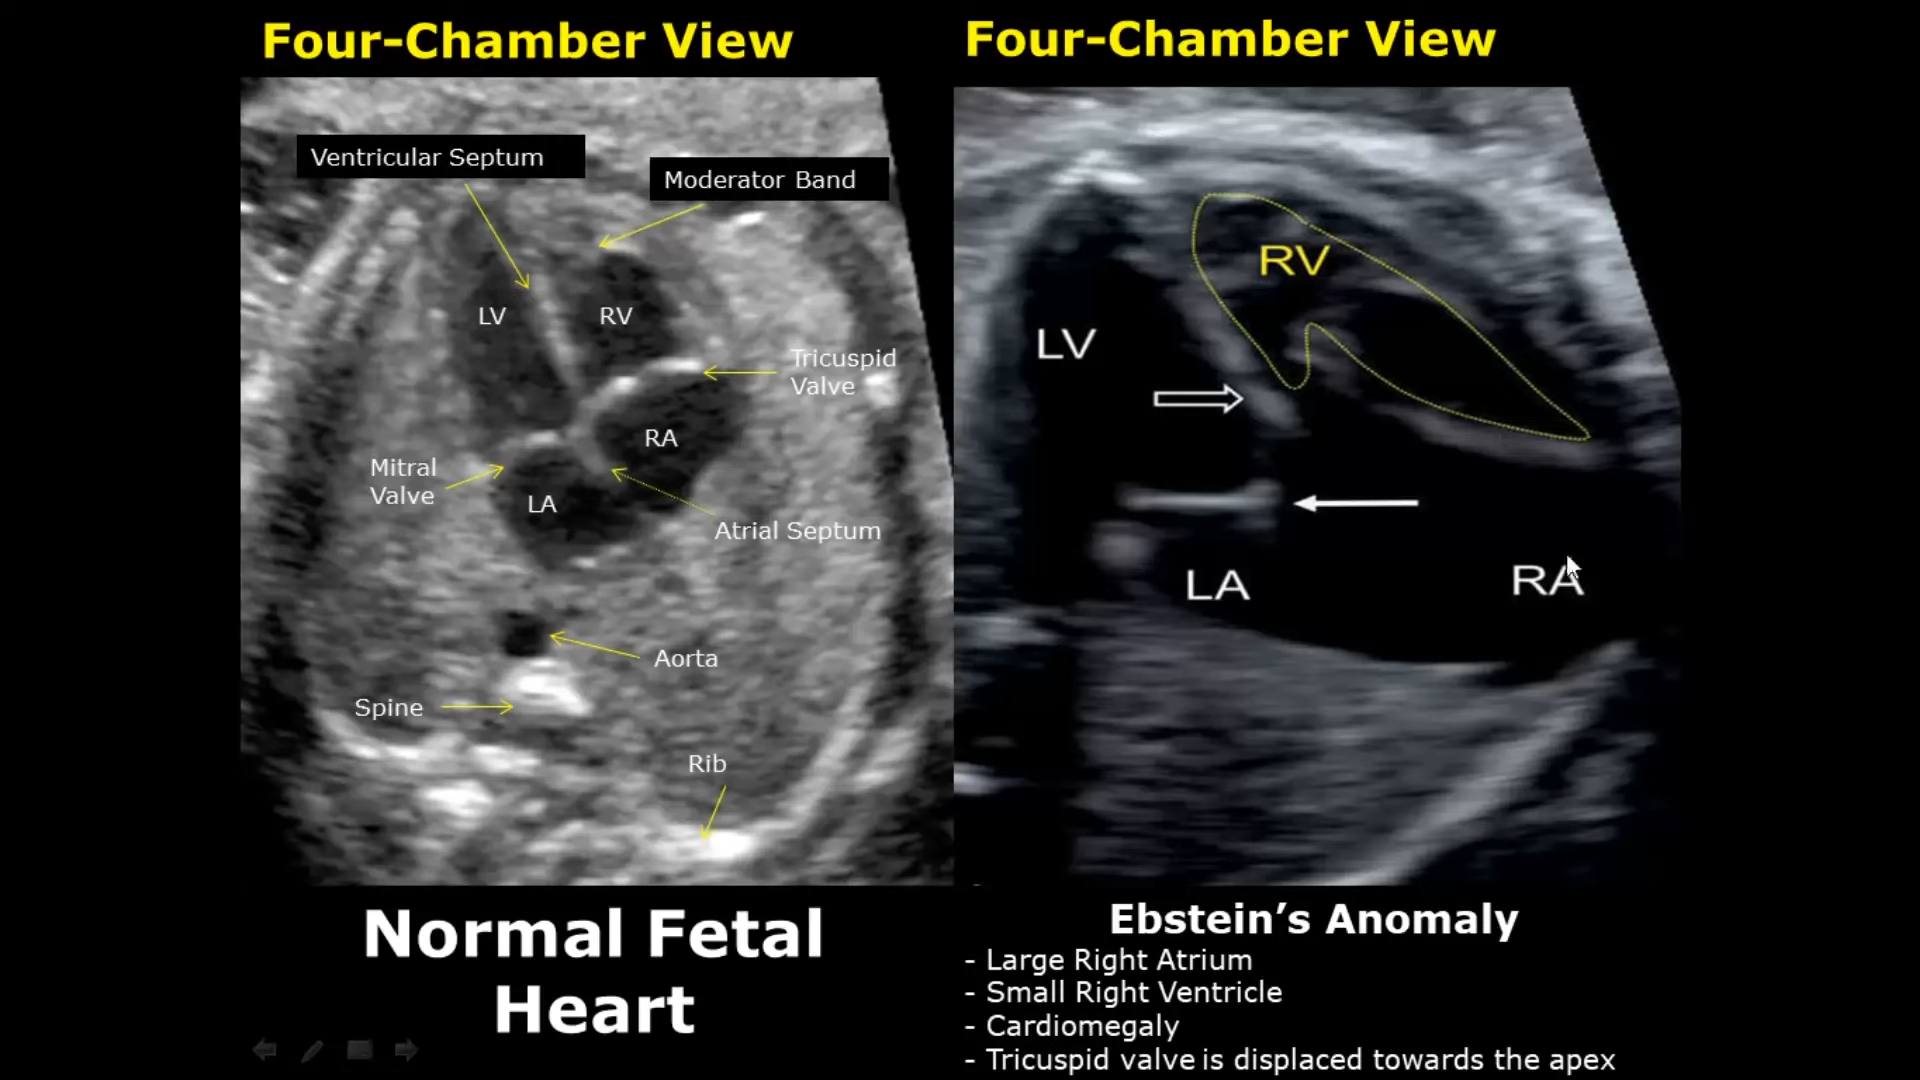 Four-Chamber View
Ventricular Septum
Moderator Band
LV
RV
Tricuspid
Valve
RA
Mitral
Valve
LA
Atrial Septum
Aorta
Spine
Rib
Normal Fetal
Heart
Four-Chamber View
RV
LV
LA
RA
Ebstein’s Anomaly
- Large Right Atrium
- Small Right Ventricle
- Cardiomegaly
- Tricuspid valve is displaced towards the apex